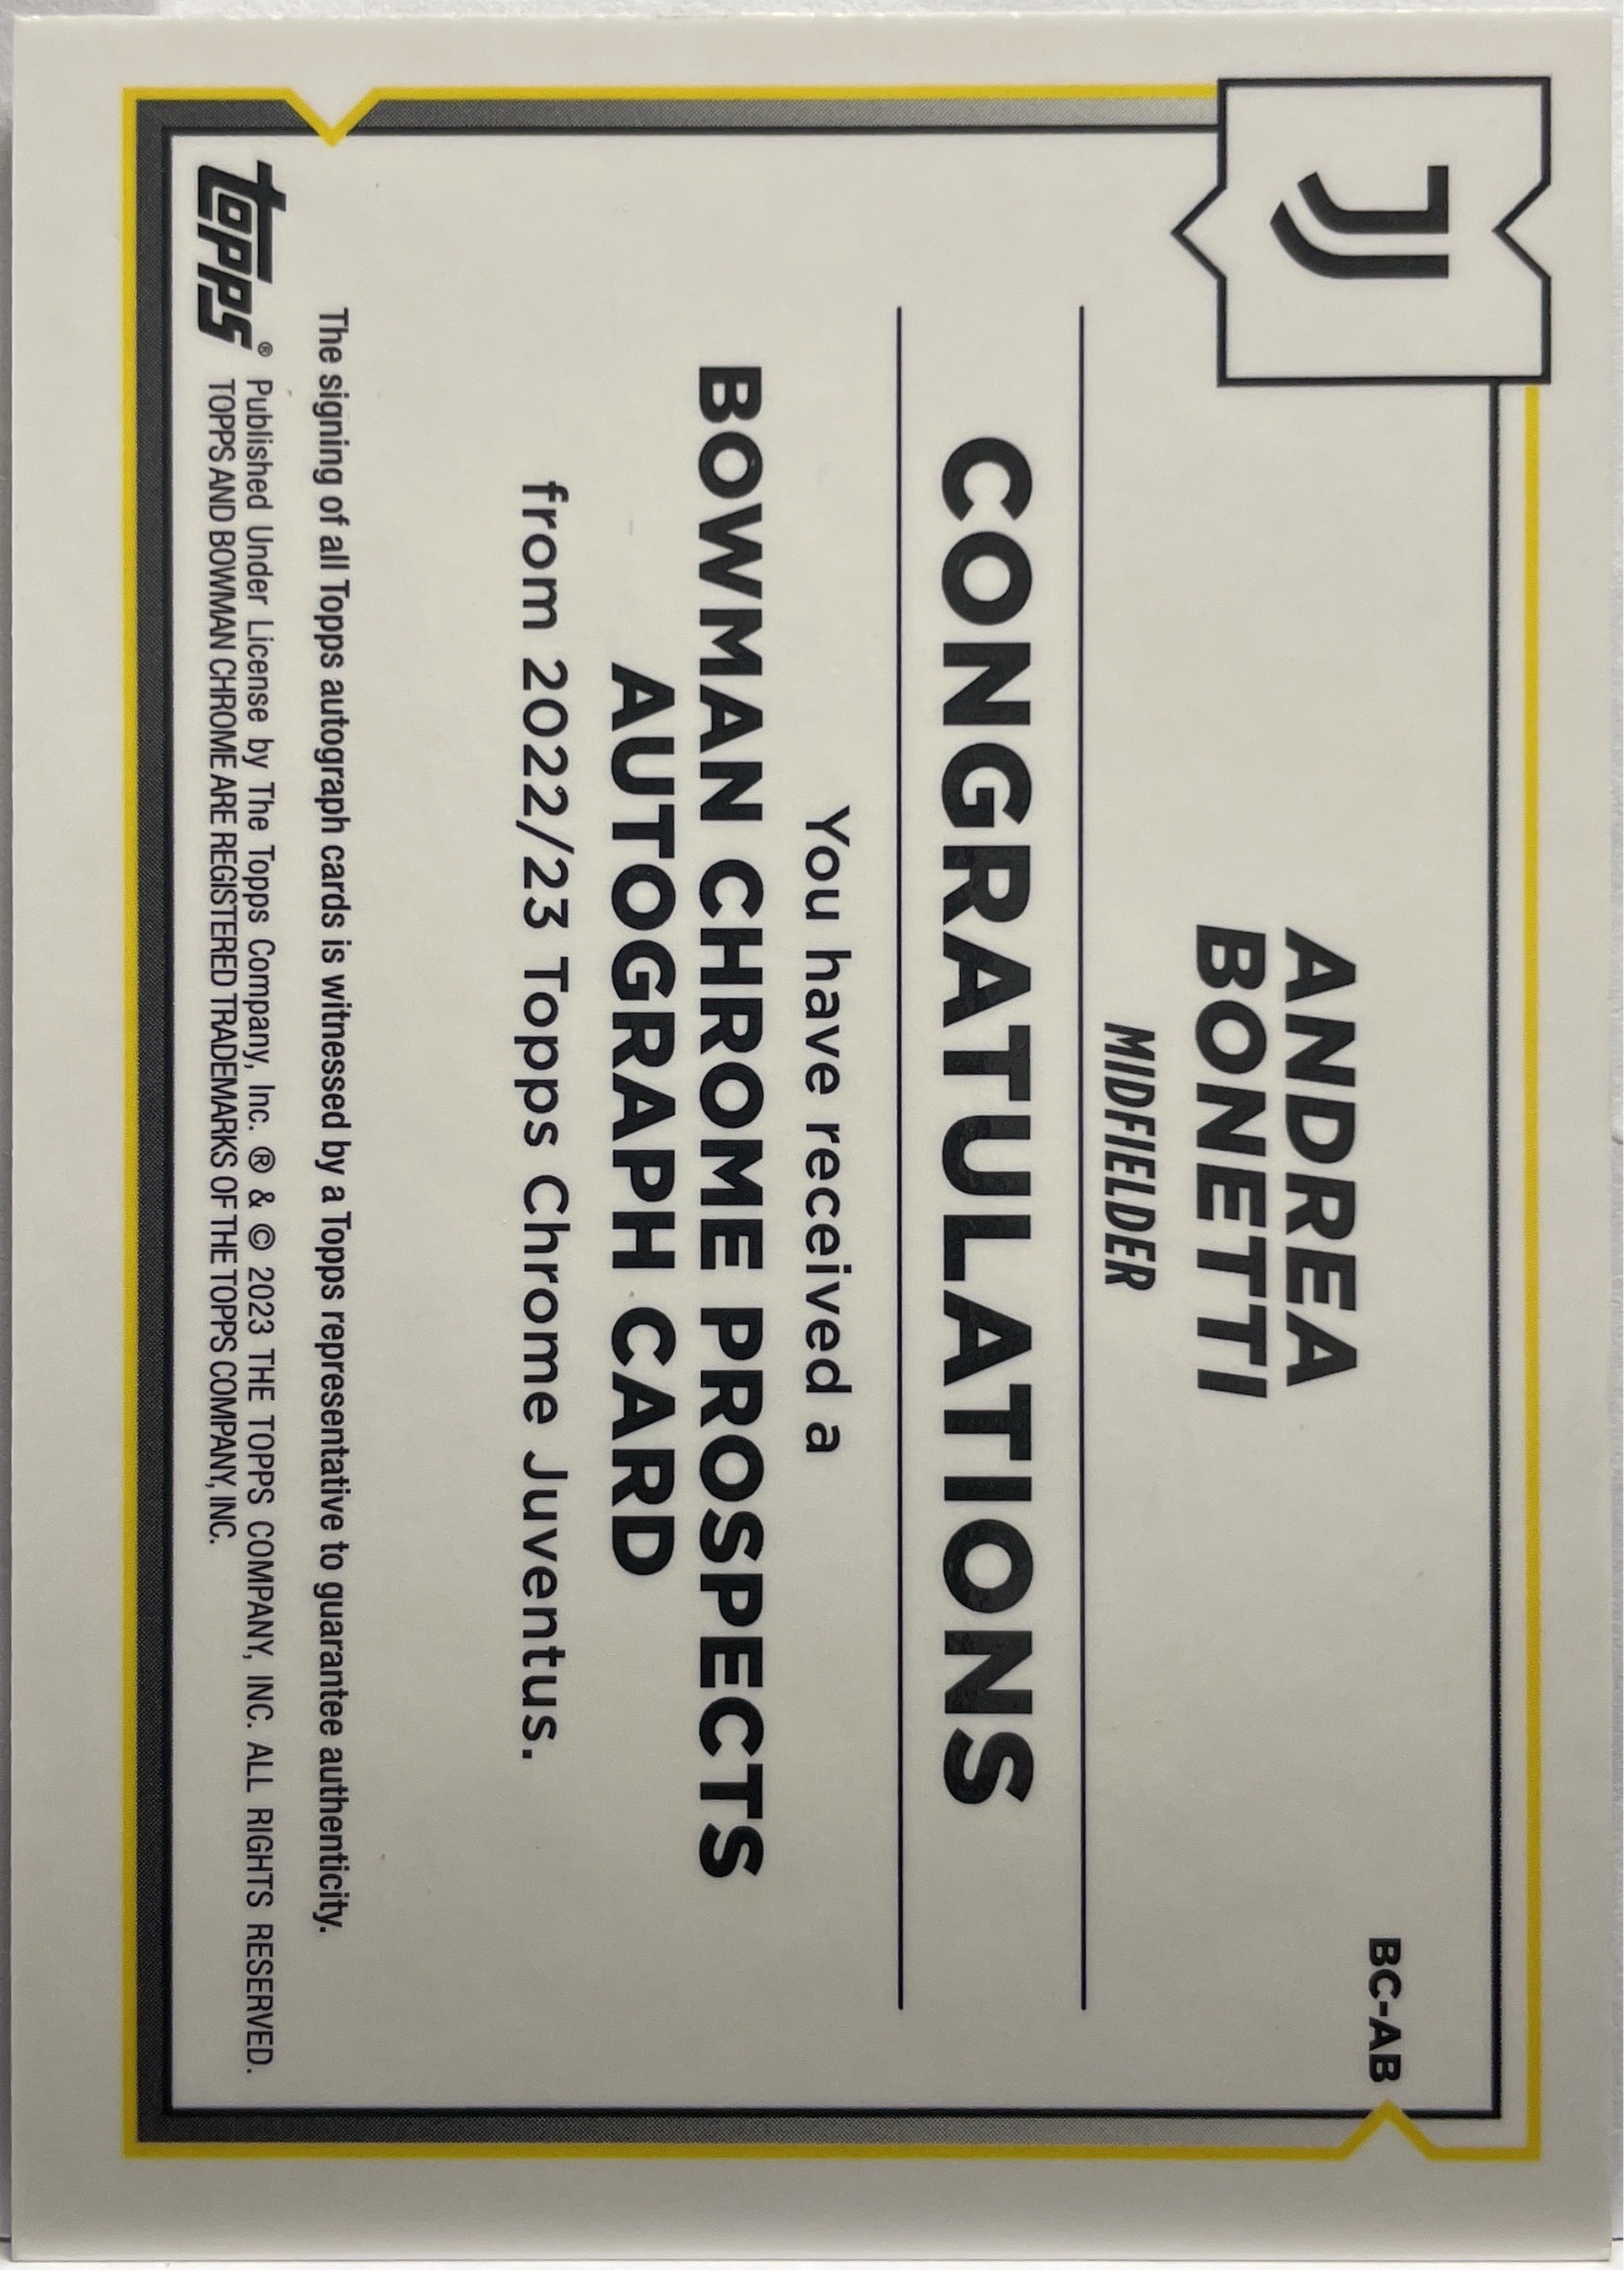 BC-AB
ANDREA
BONETTI
MIDFIELDER
CONGRATULATIONS
You have received a
BOWMAN CHROME PROSPECTS
AUTOGRAPH CARD
from 2022/23 Topps Chrome Juventus.
The signing of all Topps autograph cards is witnessed by a Topps representative to guarantee authenticity.
topps® Published Under License by The Topps Company, Inc. ® & © 2023 THE TOPPS COMPANY, INC. ALL RIGHTS RESERVED.
TOPPS AND BOWMAN CHROME ARE REGISTERED TRADEMARKS OF THE TOPPS COMPANY, INC.